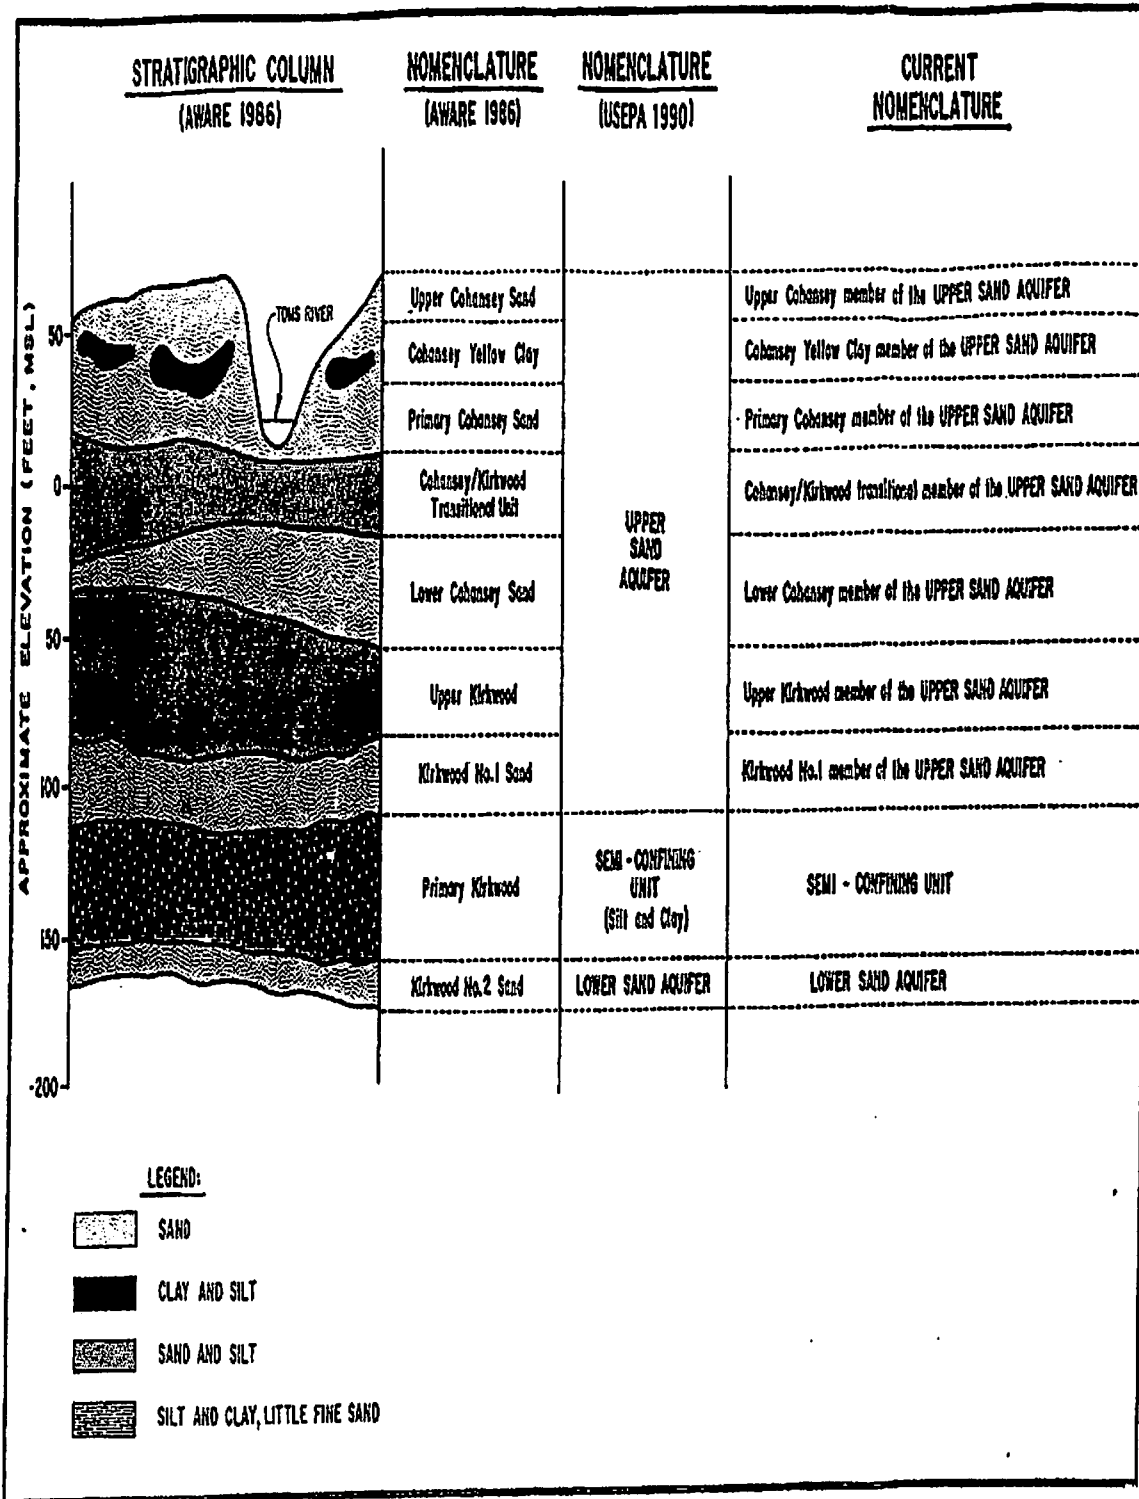 STRATIGRAPHIC COLUMN
(AWARE 1986)
NOMENCLATURE
(AWARE 1986)
NOMENCLATURE
(USEPA 1990)
CURRENT
NOMENCLATURE
APPROXIMATE ELEVATION (FEET, MSL)
50
0
50
100
150
-200
TOMS RIVER
Upper Cohansey Sand
Cohansey Yellow Clay
Primary Cohansey Sand
Cohansey/Kirkwood
Transitional Unit
Lower Cohansey Sand
Upper Kirkwood
Kirkwood No.1 Sand
Primary Kirkwood
Kirkwood No.2 Sand
UPPER
SAND
AQUIFER
SEMI-CONFINING
UNIT
(Silt and Clay)
LOWER SAND AQUIFER
Upper Cohansey member of the UPPER SAND AQUIFER
Cohansey Yellow Clay member of the UPPER SAND AQUIFER
Primary Cohansey member of the UPPER SAND AQUIFER
Cohansey/Kirkwood transitional member of the UPPER SAND AQUIFER
Lower Cohansey member of the UPPER SAND AQUIFER
Upper Kirkwood member of the UPPER SAND AQUIFER
Kirkwood No.1 member of the UPPER SAND AQUIFER
SEMI-CONFINING UNIT
LOWER SAND AQUIFER
LEGEND:
SAND
CLAY AND SILT
SAND AND SILT
SILT AND CLAY, LITTLE FINE SAND